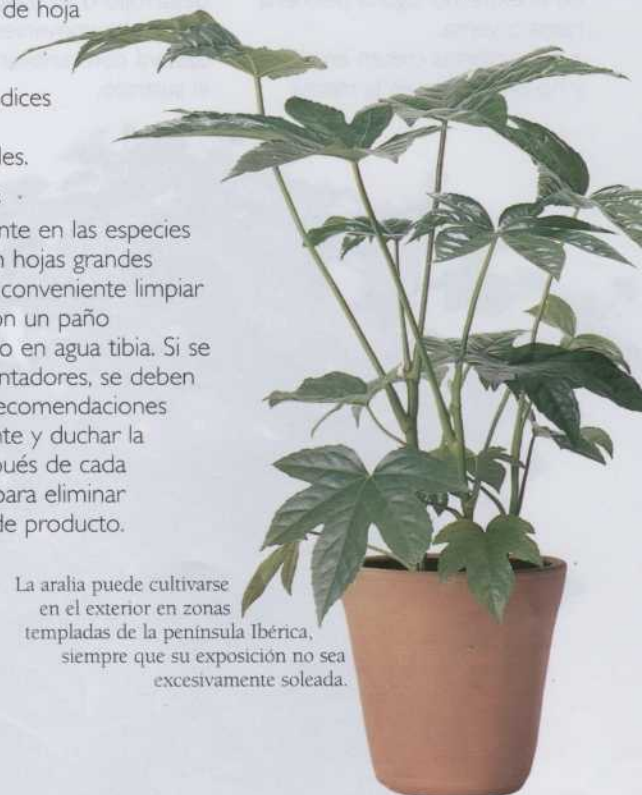 de hoja
dices
les.
nte en las especies
n hojas grandes
conveniente limpiar
on un paño
o en agua tibia. Si se
ntadores, se deben
ecomendaciones
nte y duchar la
pués de cada
para eliminar
de producto.
La aralia puede cultivarse
en el exterior en zonas
templadas de la península Ibérica,
siempre que su exposición no sea
excesivamente soleada.